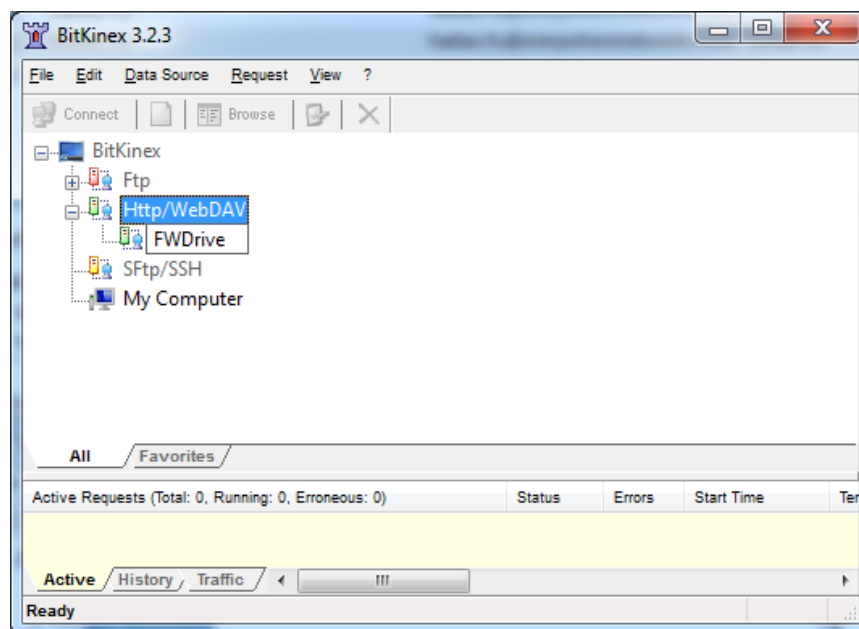 BitKinex 3.2.3
File Edit Data Source Request View ?
Connect Browse
BitKinex
Ftp
Http/WebDAV
FWDrive
SFtp/SSH
My Computer
All Favorites
Active Requests (Total: 0, Running: 0, Erroneous: 0) Status Errors Start Time Ter
Active History Traffic
Ready